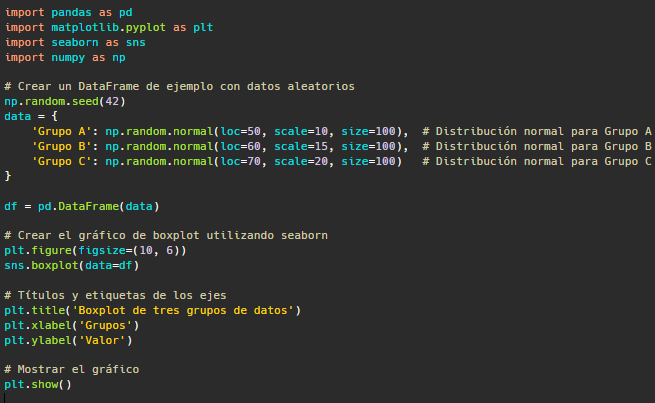 import pandas as pd
import matplotlib.pyplot as plt
import seaborn as sns
import numpy as np

# Crear un DataFrame de ejemplo con datos aleatorios
np.random.seed(42)
data = {
    'Grupo A': np.random.normal(loc=50, scale=10, size=100),  # Distribución normal para Grupo A
    'Grupo B': np.random.normal(loc=60, scale=15, size=100),  # Distribución normal para Grupo B
    'Grupo C': np.random.normal(loc=70, scale=20, size=100)   # Distribución normal para Grupo C
}

df = pd.DataFrame(data)

# Crear el gráfico de boxplot utilizando seaborn
plt.figure(figsize=(10, 6))
sns.boxplot(data=df)

# Títulos y etiquetas de los ejes
plt.title('Boxplot de tres grupos de datos')
plt.xlabel('Grupos')
plt.ylabel('Valor')

# Mostrar el gráfico
plt.show()